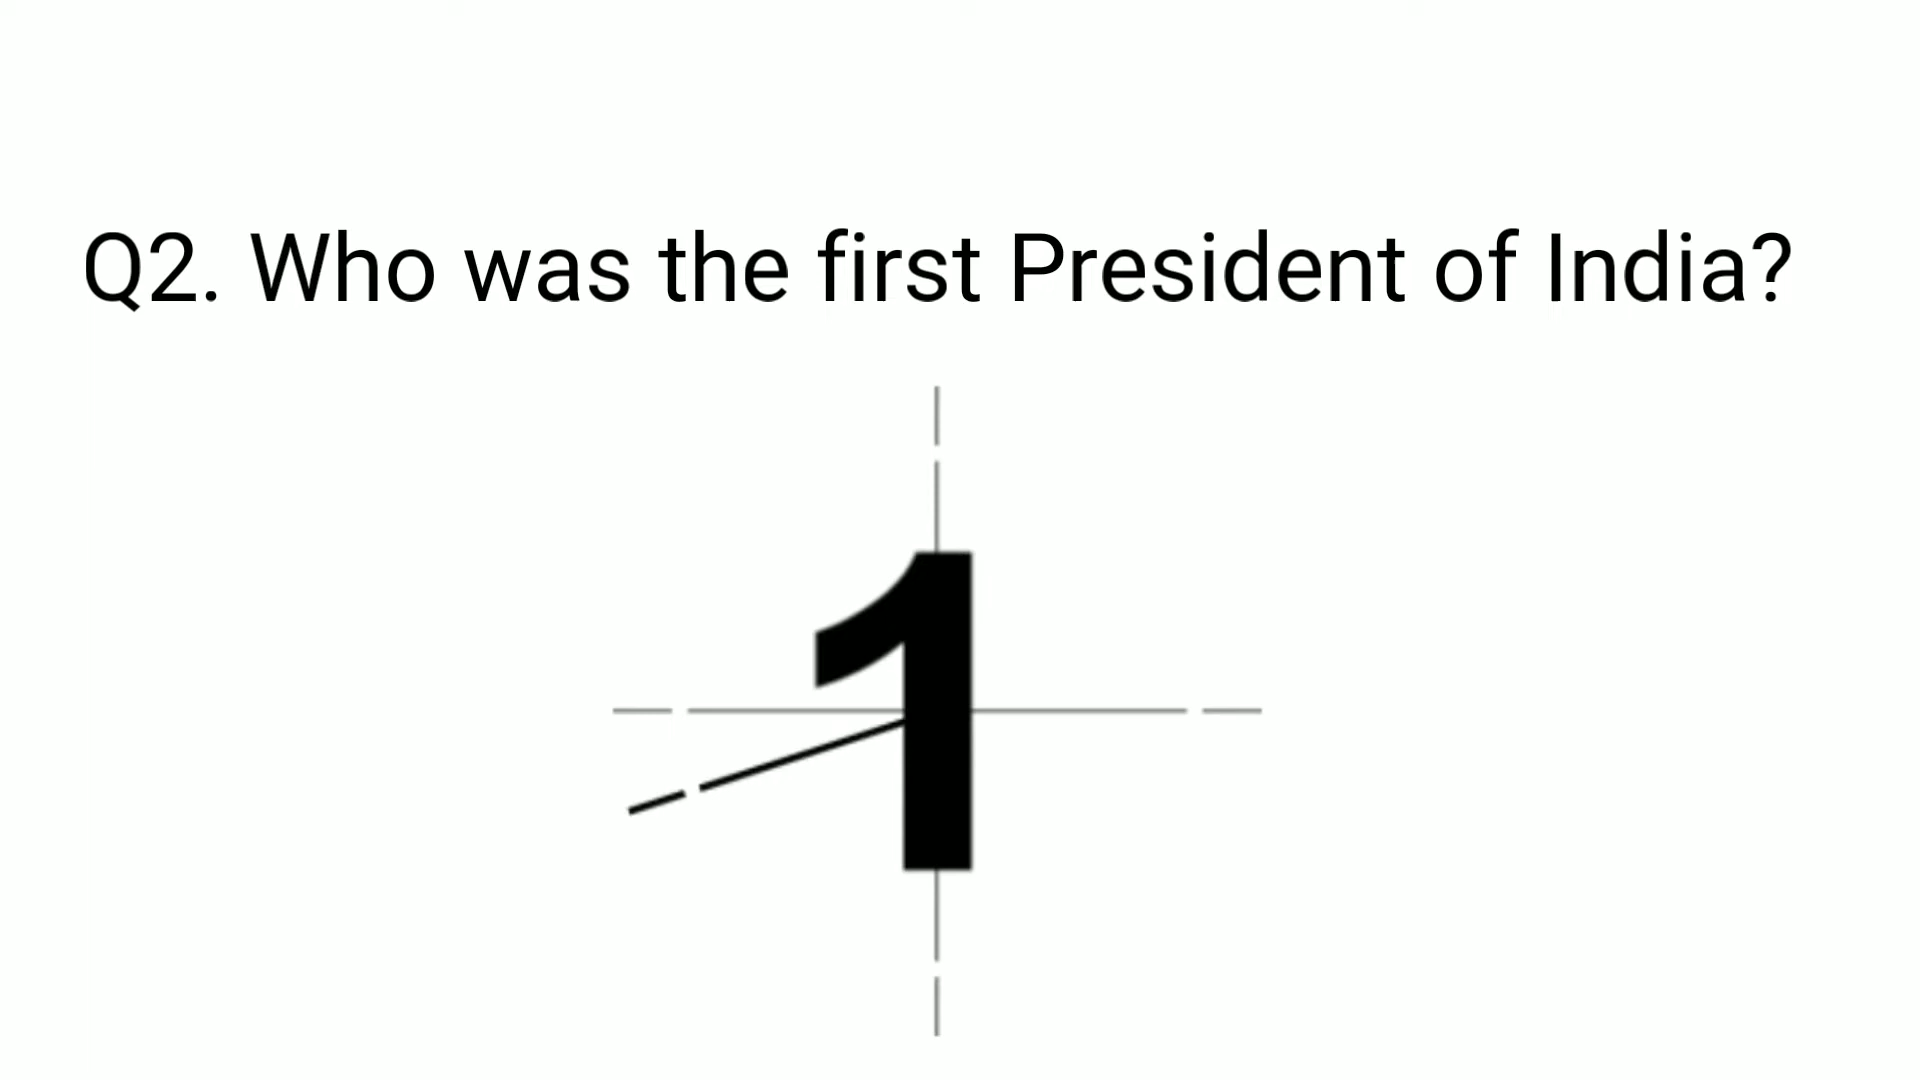 Q2. Who was the first President of India?
1